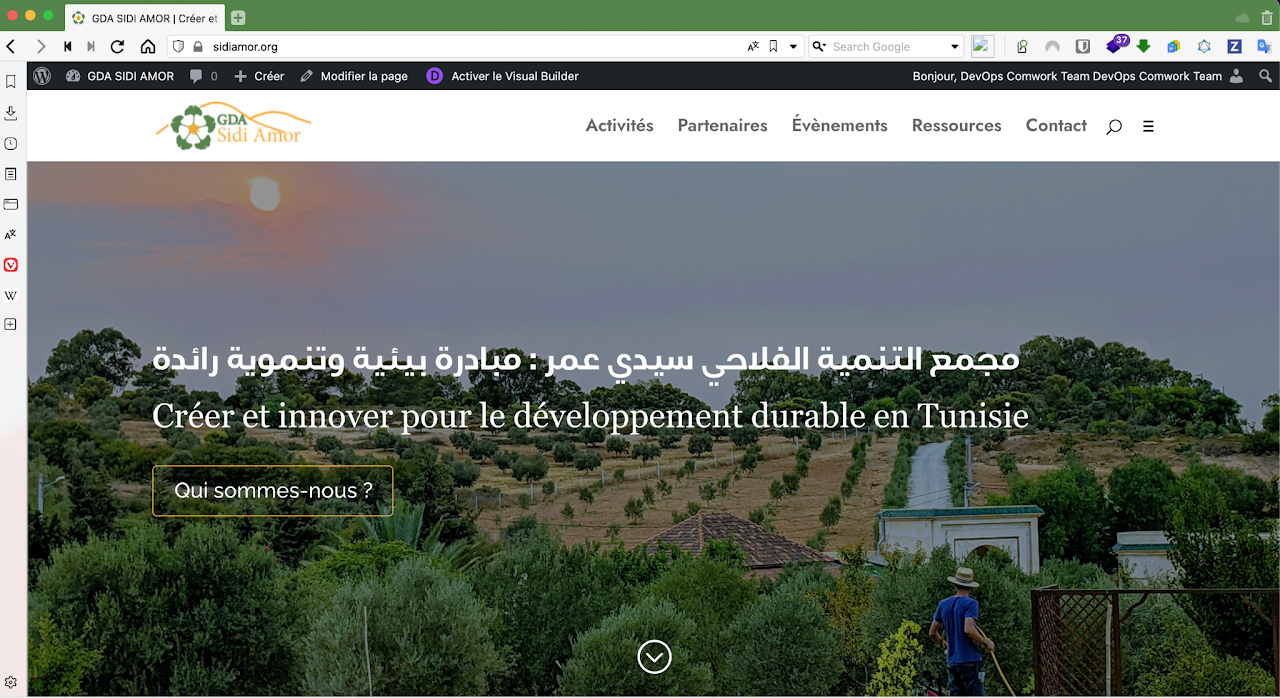 GDA SIDI AMOR | Créer et
sidiamor.org
Search Google
37
GDA SIDI AMOR
0
Créer
Modifier la page
Activer le Visual Builder
Bonjour, DevOps Comwork Team DevOps Comwork Team
GDA
Sidi Amor
Activités
Partenaires
Évènements
Ressources
Contact
مجمع التنمية الفلاحي سيدي عمر : مبادرة بيئية وتنموية رائدة
Créer et innover pour le développement durable en Tunisie
Qui sommes-nous ?